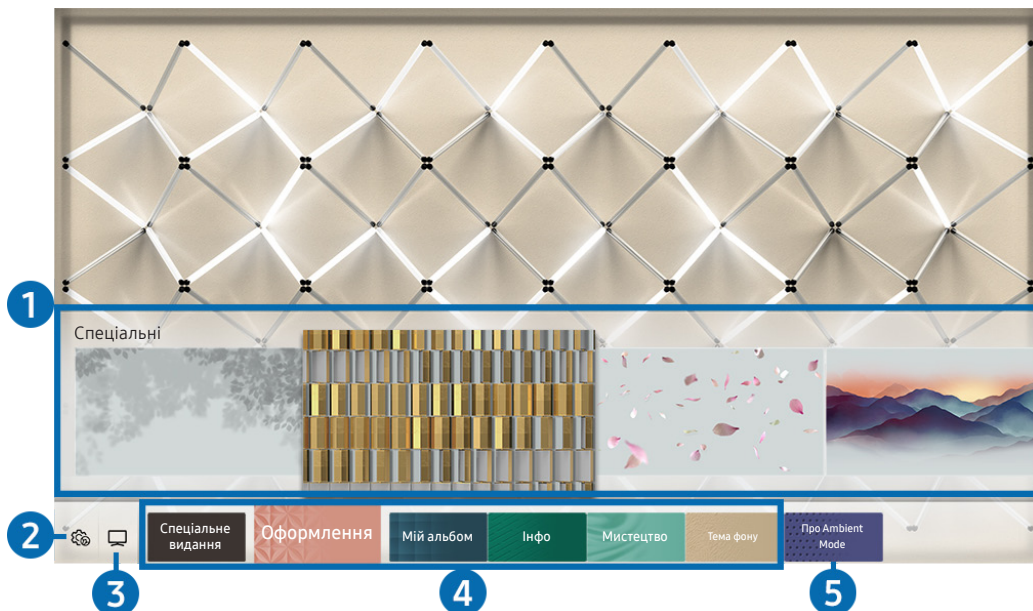 1
Спеціальні
2
3
Спеціальне
видання
Оформлення
Мій альбом
Інфо
Мистецтво
Тема фону
Про Ambient
Mode
4
5